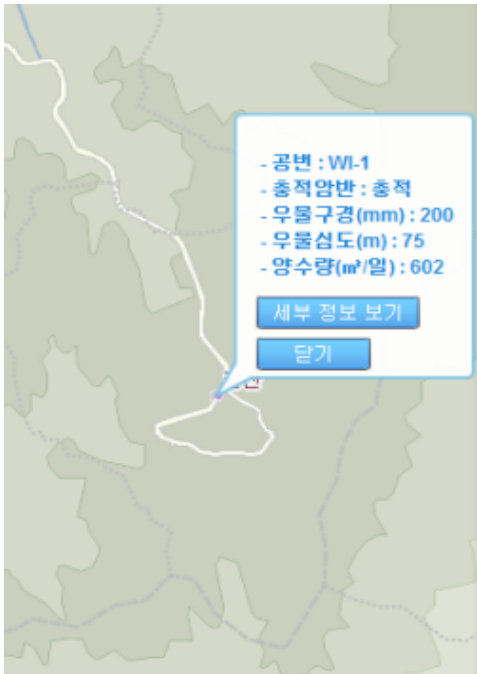 - 공번 : WI-1
- 충적암반 : 충적
- 우물구경(mm) : 200
- 우물심도(m) : 75
- 양수량(㎥/일) : 602
세부 정보 보기
닫기